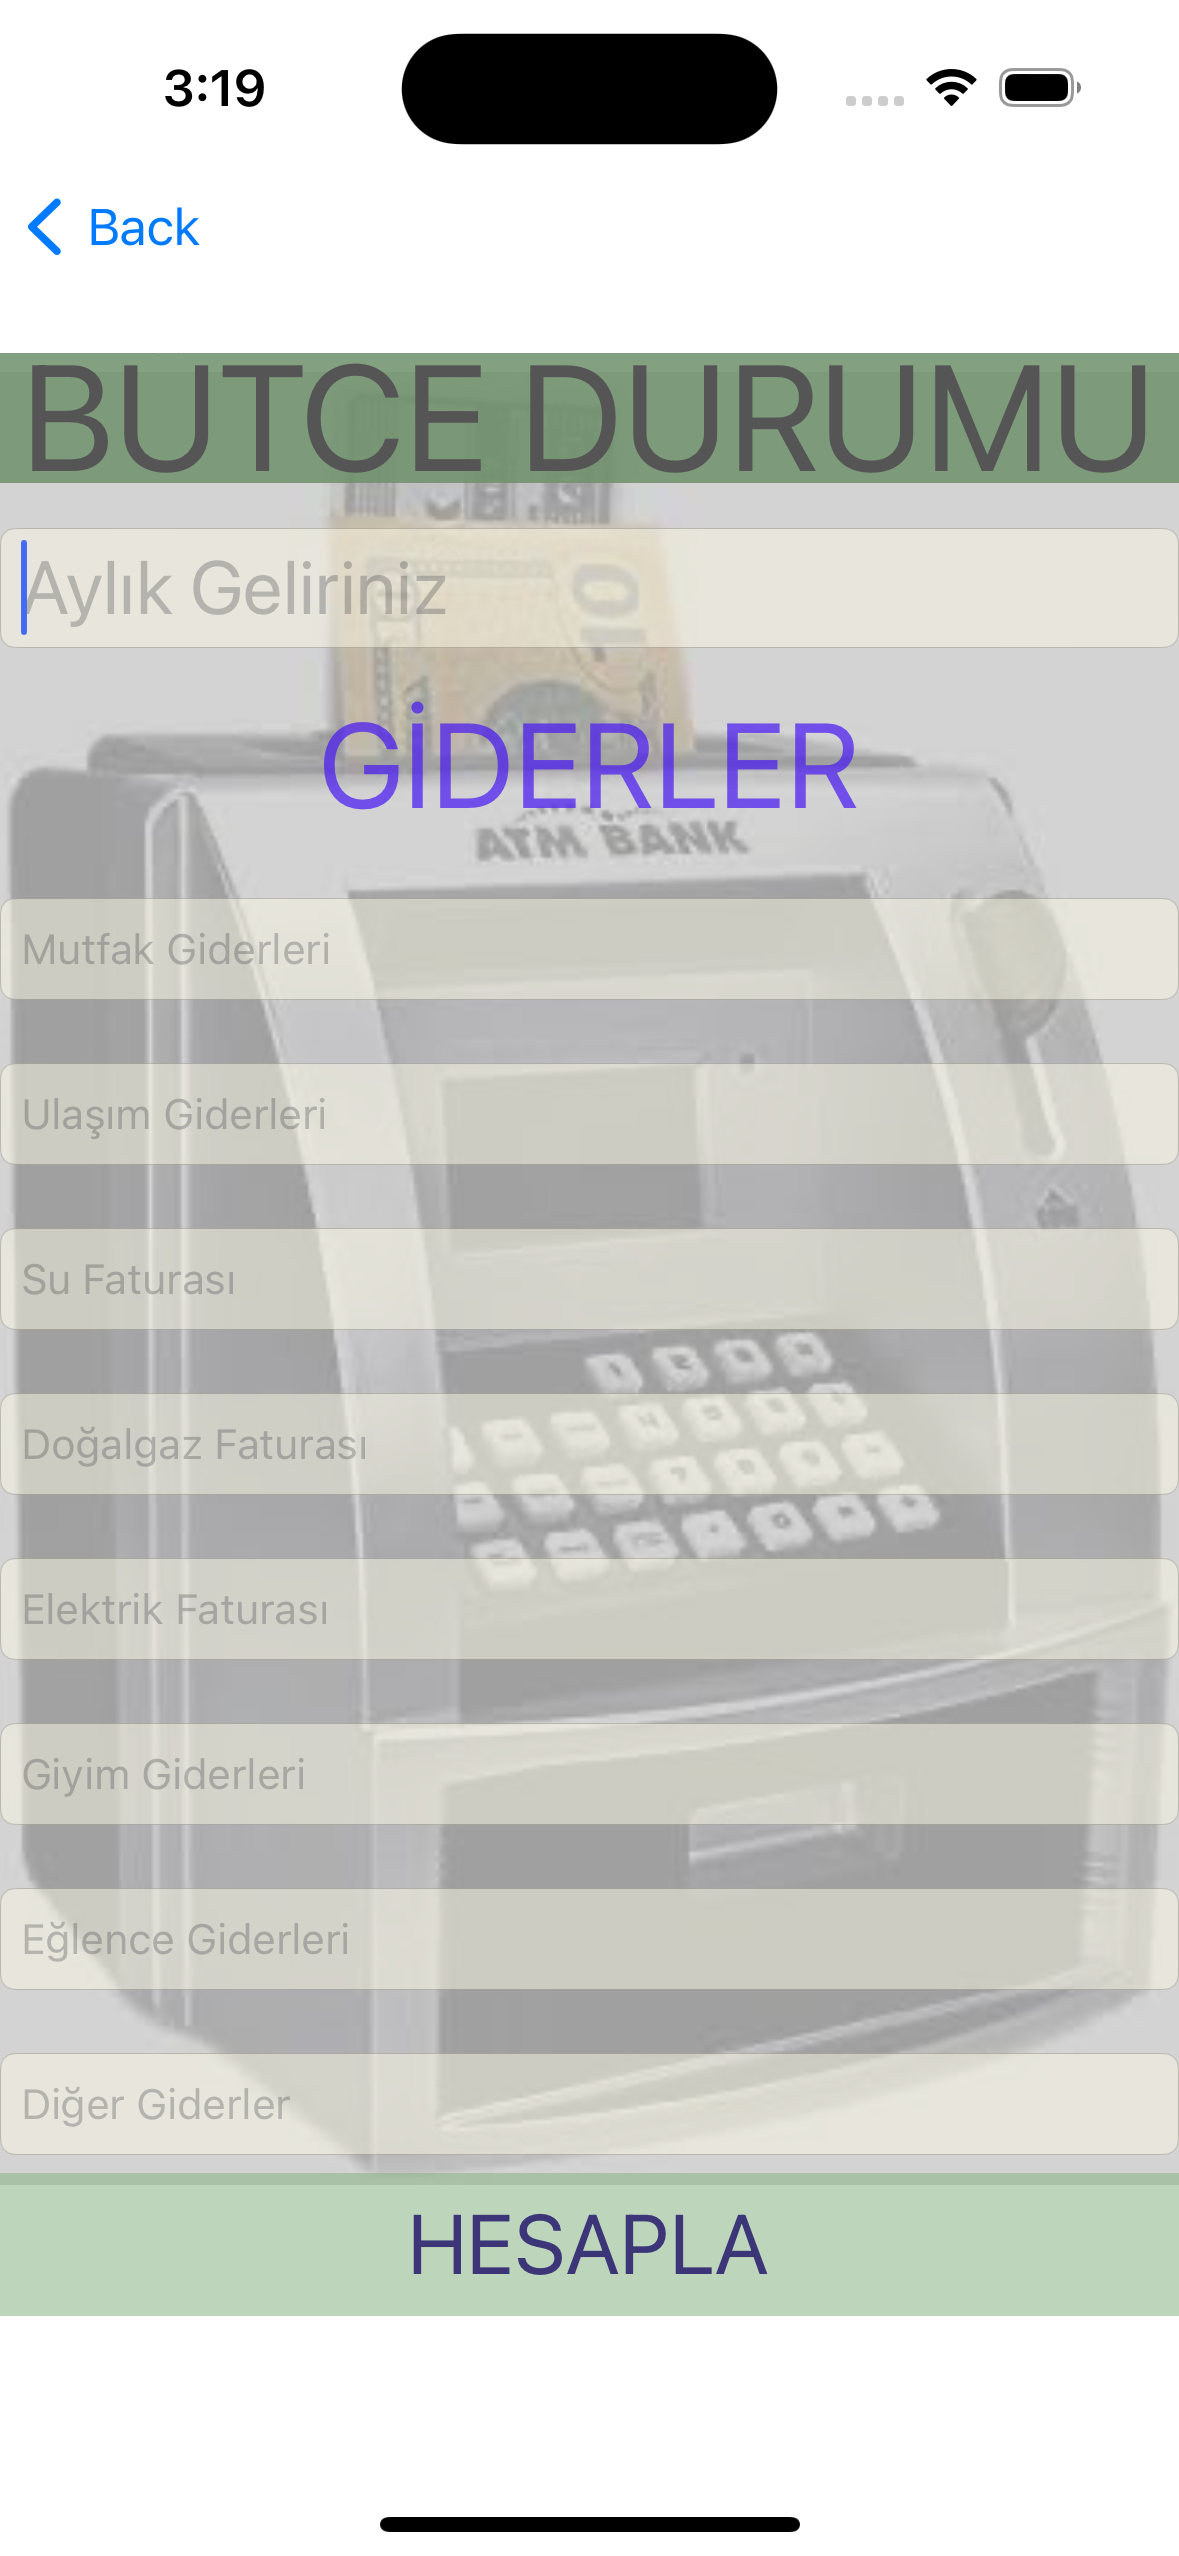 3:19
Back
BUTCE DURUMU
Aylık Geliriniz
10
GİDERLER
ATM BANK
Mutfak Giderleri
Ulaşım Giderleri
Su Faturası
Doğalgaz Faturası
Elektrik Faturası
Giyim Giderleri
Eğlence Giderleri
Diğer Giderler
HESAPLA